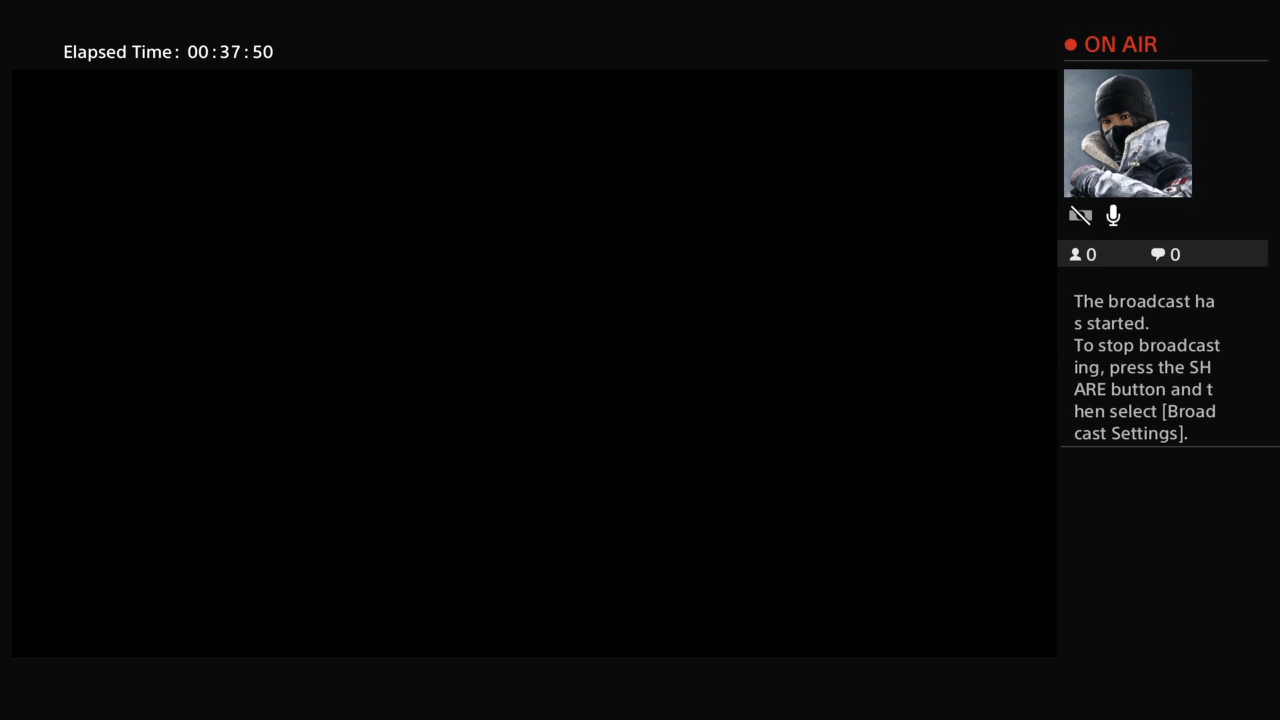 Elapsed Time: 00:37:50
ON AIR
0 0
The broadcast ha
s started.
To stop broadcast
ing, press the SH
ARE button and t
hen select [Broad
cast Settings].